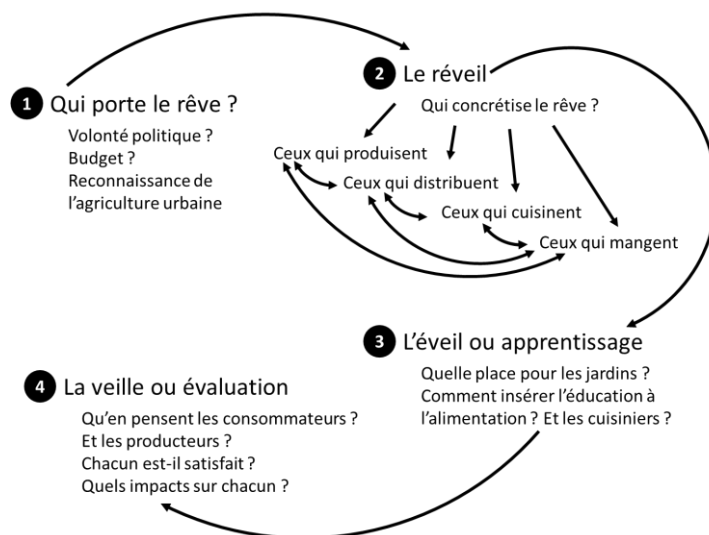 1 Qui porte le rêve ?
Volonté politique ?
Budget ?
Reconnaissance de
l'agriculture urbaine
2 Le réveil
Qui concrétise le rêve ?
Ceux qui produisent
Ceux qui distribuent
Ceux qui cuisinent
Ceux qui mangent
3 L'éveil ou apprentissage
Quelle place pour les jardins ?
Comment insérer l'éducation à
l'alimentation ? Et les cuisiniers ?
4 La veille ou évaluation
Qu'en pensent les consommateurs ?
Et les producteurs ?
Chacun est-il satisfait ?
Quels impacts sur chacun ?